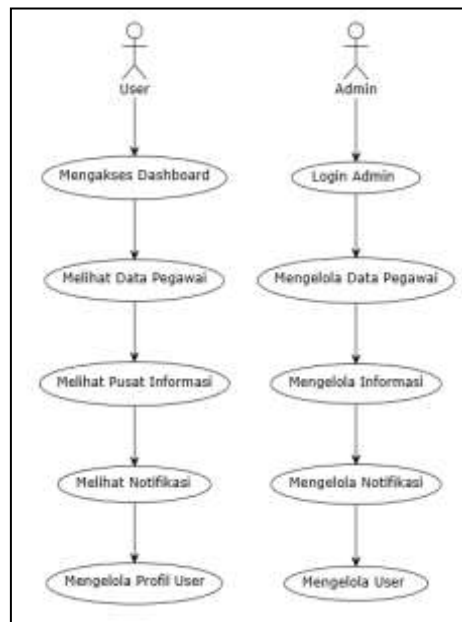 User
Admin
Mengakses Dashboard
Login Admin
Melihat Data Pegawai
Mengelola Data Pegawai
Melihat Pusat Informasi
Mengelola Informasi
Melihat Notifikasi
Mengelola Notifikasi
Mengelola Profil User
Mengelola User